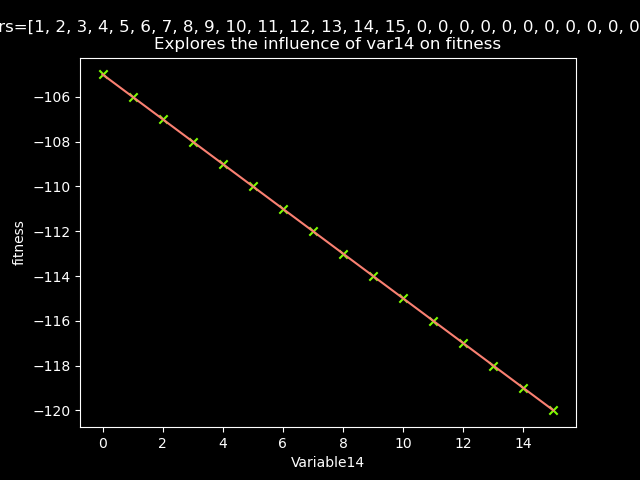 rs=[1, 2, 3, 4, 5, 6, 7, 8, 9, 10, 11, 12, 13, 14, 15, 0, 0, 0, 0, 0, 0, 0, 0, 0, 0, 0
Explores the influence of var14 on fitness
−106
−108
−110
−112
−114
−116
−118
−120
fitness
0 2 4 6 8 10 12 14
Variable14